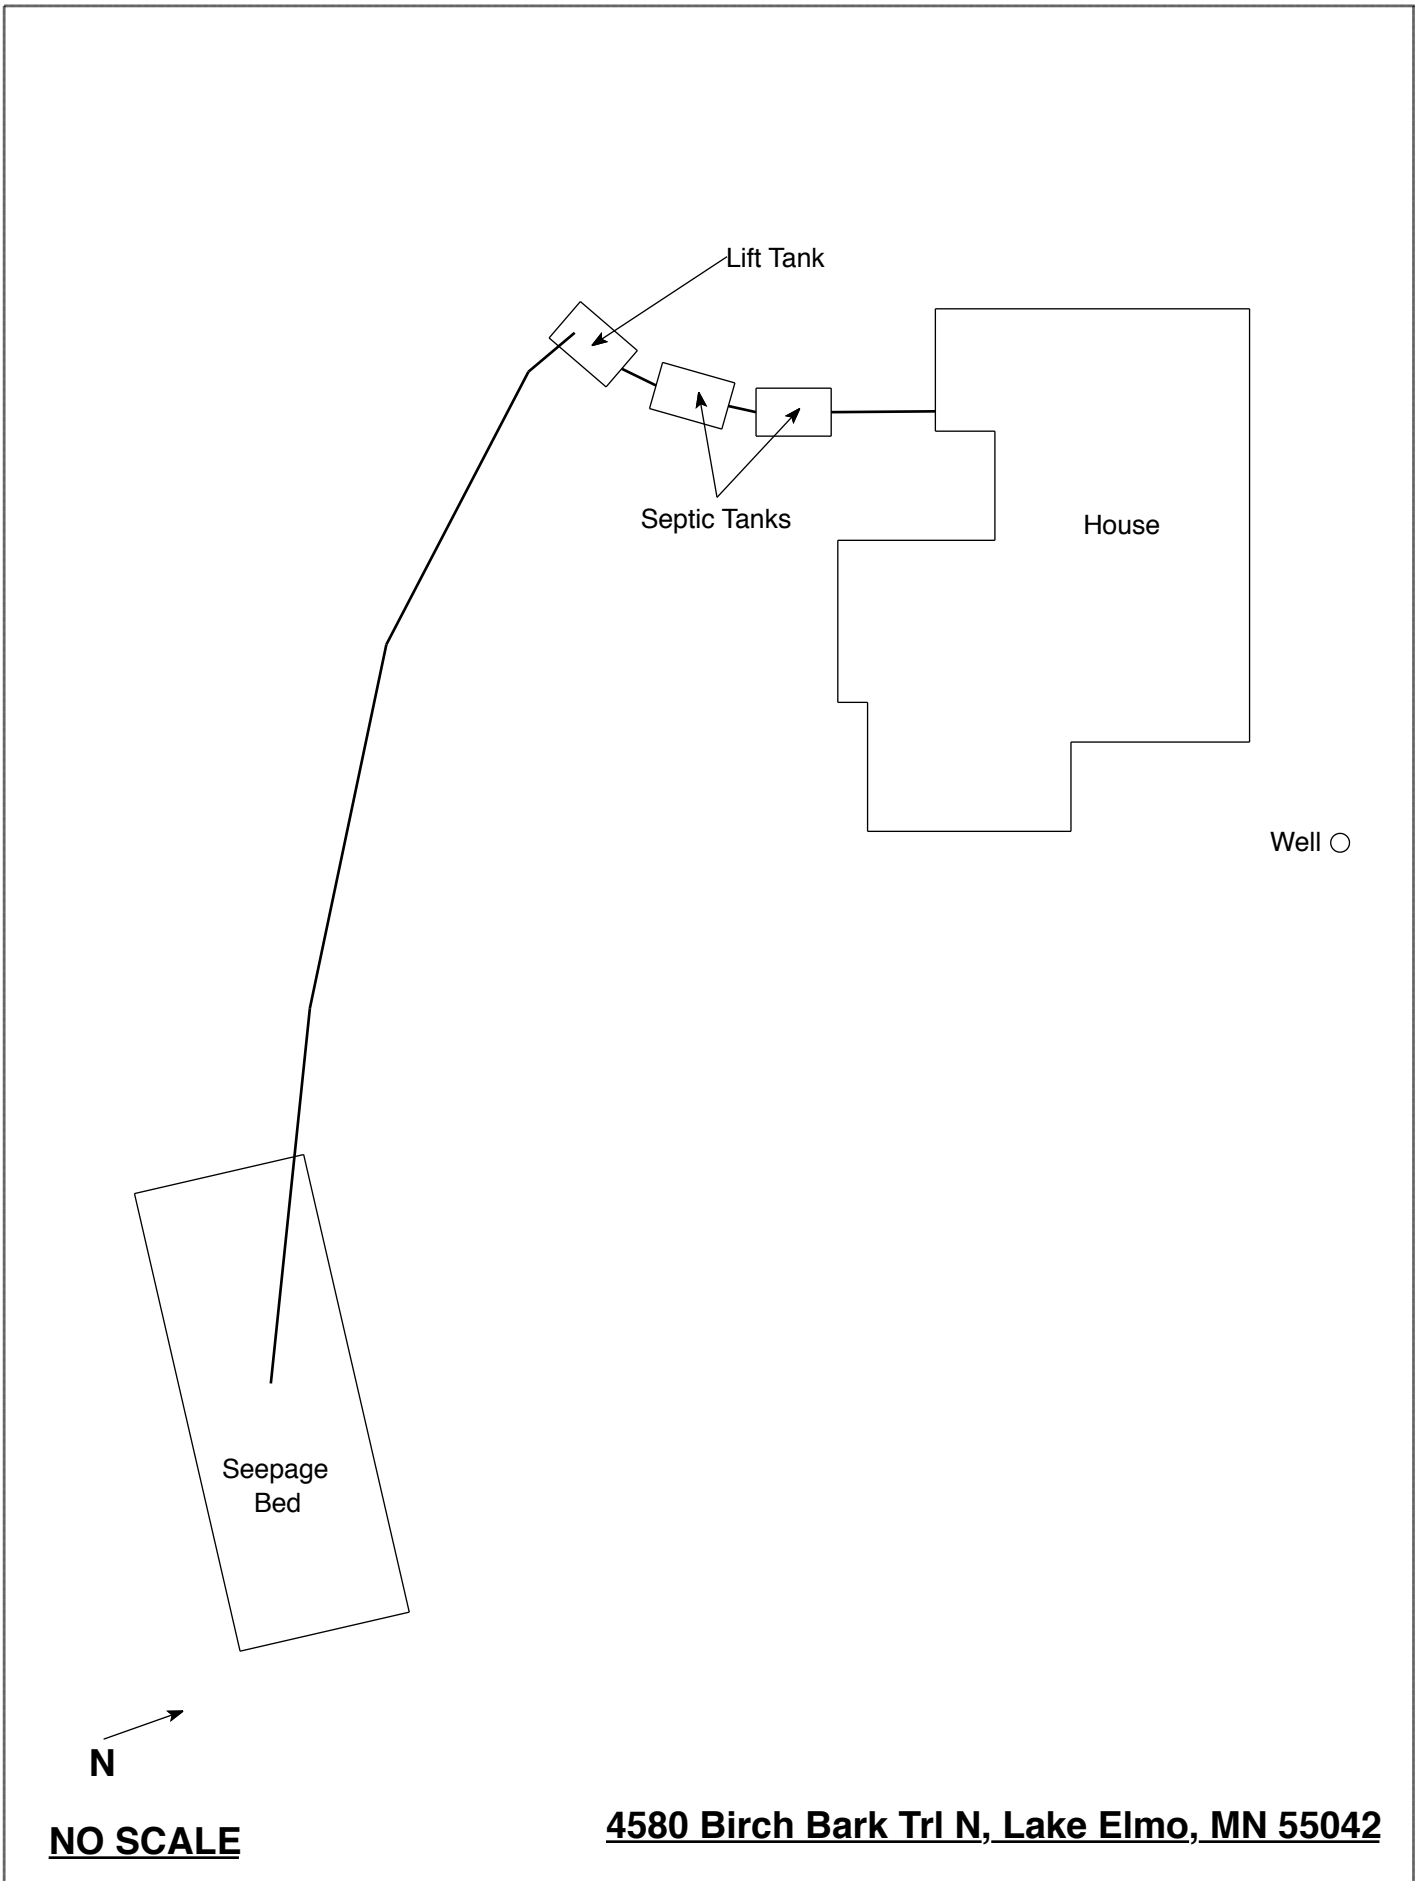 Lift Tank
Septic Tanks
House
Well
Seepage
Bed
N
NO SCALE
4580 Birch Bark Trl N, Lake Elmo, MN 55042